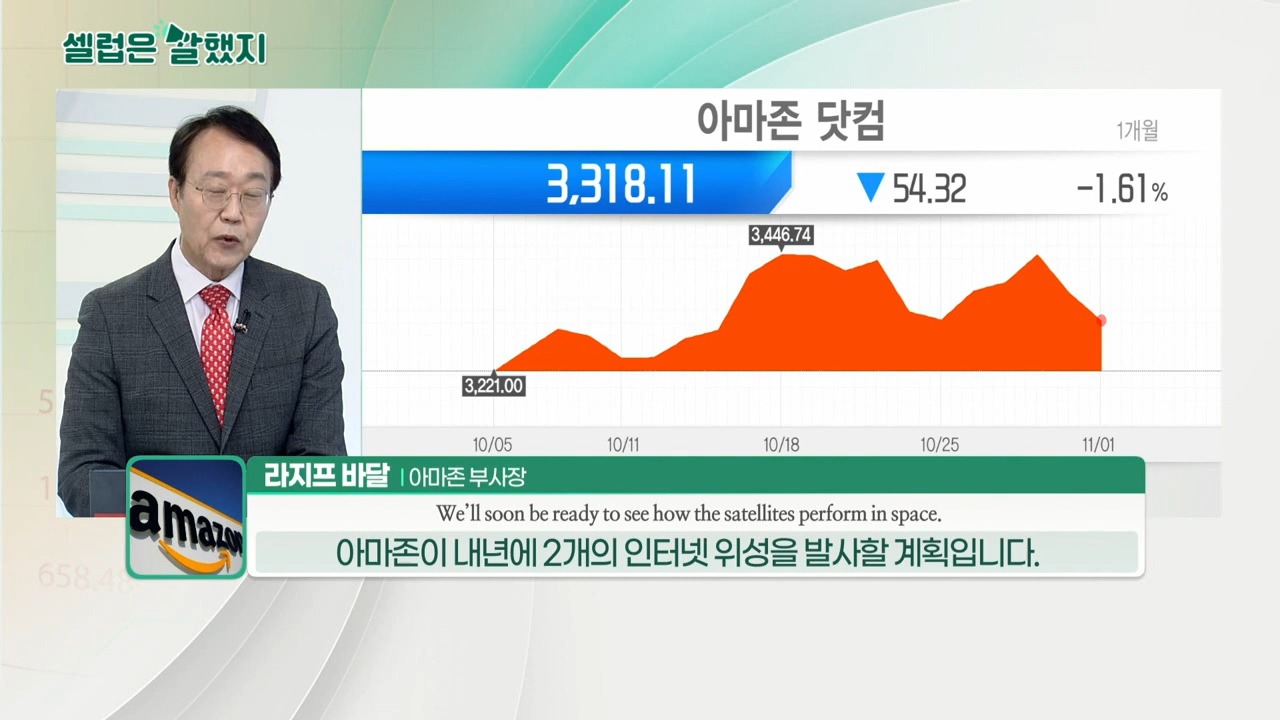 셀럽은 말했지
아마존 닷컴
1개월
3,318.11 ▼ 54.32 -1.61%
3,446.74
3,221.00
10/05 10/11 10/18 10/25 11/01
라지프 바달 | 아마존 부사장
amazon
We'll soon be ready to see how the satellites perform in space.
아마존이 내년에 2개의 인터넷 위성을 발사할 계획입니다.
658.48